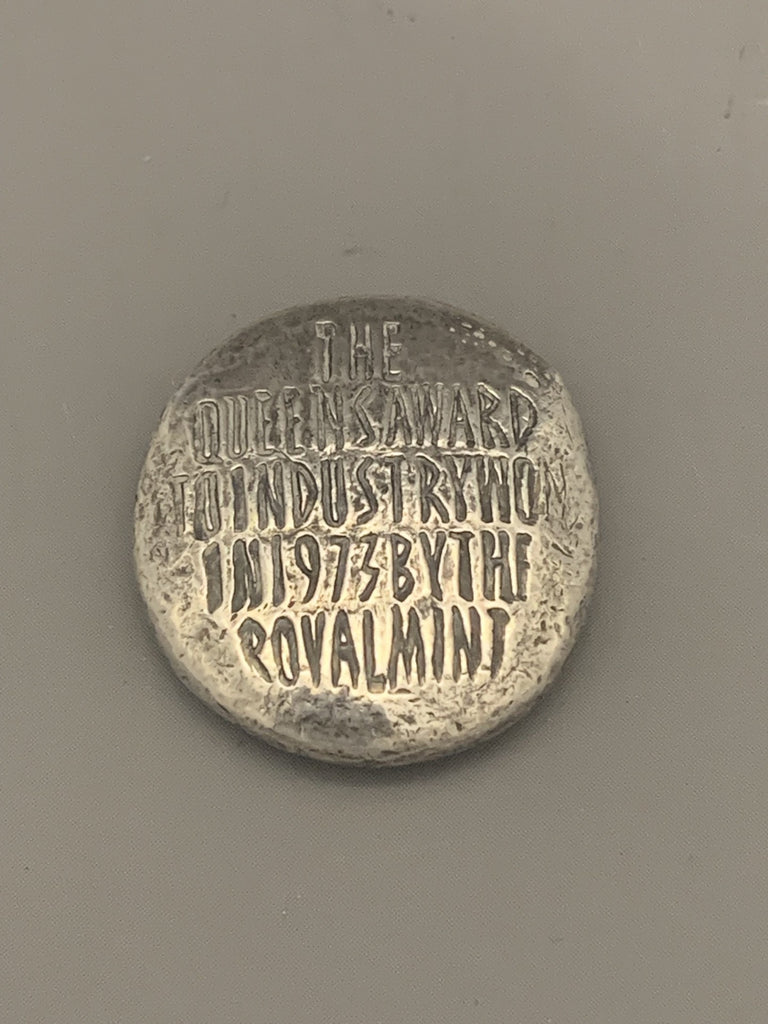 THE
QUEENSAWARD
TOINDUSTRYWON
IN1973BYTHE
ROYALMINT